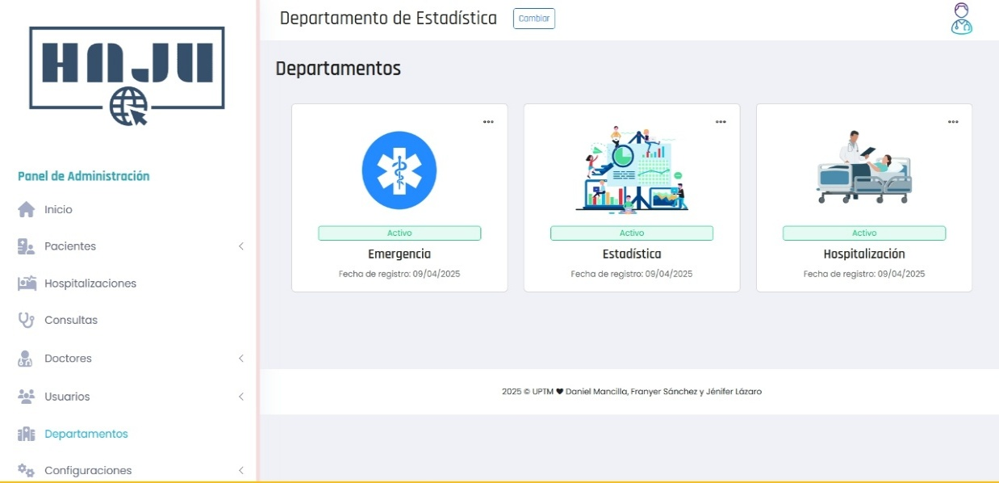 HAJU
Departamento de Estadística
Cambiar
Panel de Administración
Inicio
Pacientes
Hospitalizaciones
Consultas
Doctores
Usuarios
Departamentos
Configuraciones
Departamentos
Activo
Emergencia
Fecha de registro: 09/04/2025
Activo
Estadística
Fecha de registro: 09/04/2025
Activo
Hospitalización
Fecha de registro: 09/04/2025
2025 © UPTM ♥ Daniel Mancilla, Franyer Sánchez y Jénifer Lázaro